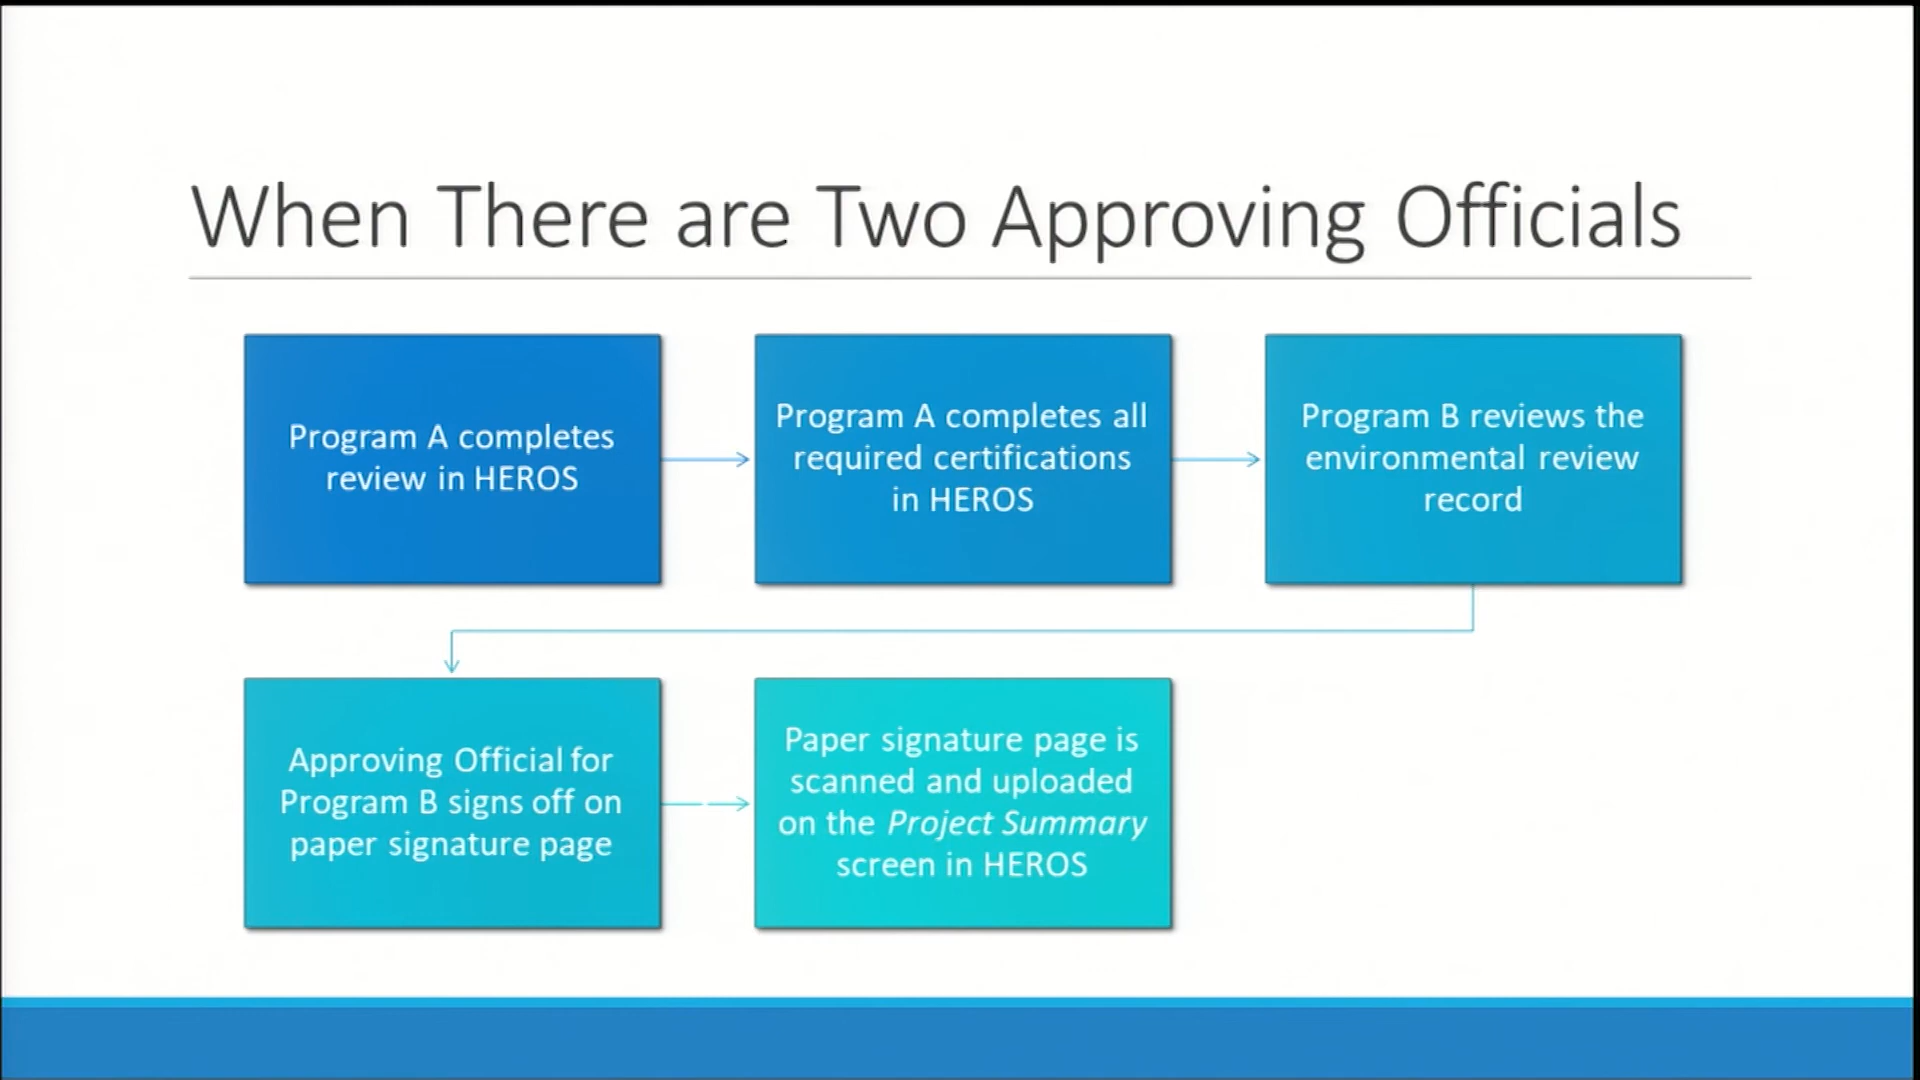 When There are Two Approving Officials
Program A completes
review in HEROS
Program A completes all
required certifications
in HEROS
Program B reviews the
environmental review
record
Approving Official for
Program B signs off on
paper signature page
Paper signature page is
scanned and uploaded
on the Project Summary
screen in HEROS